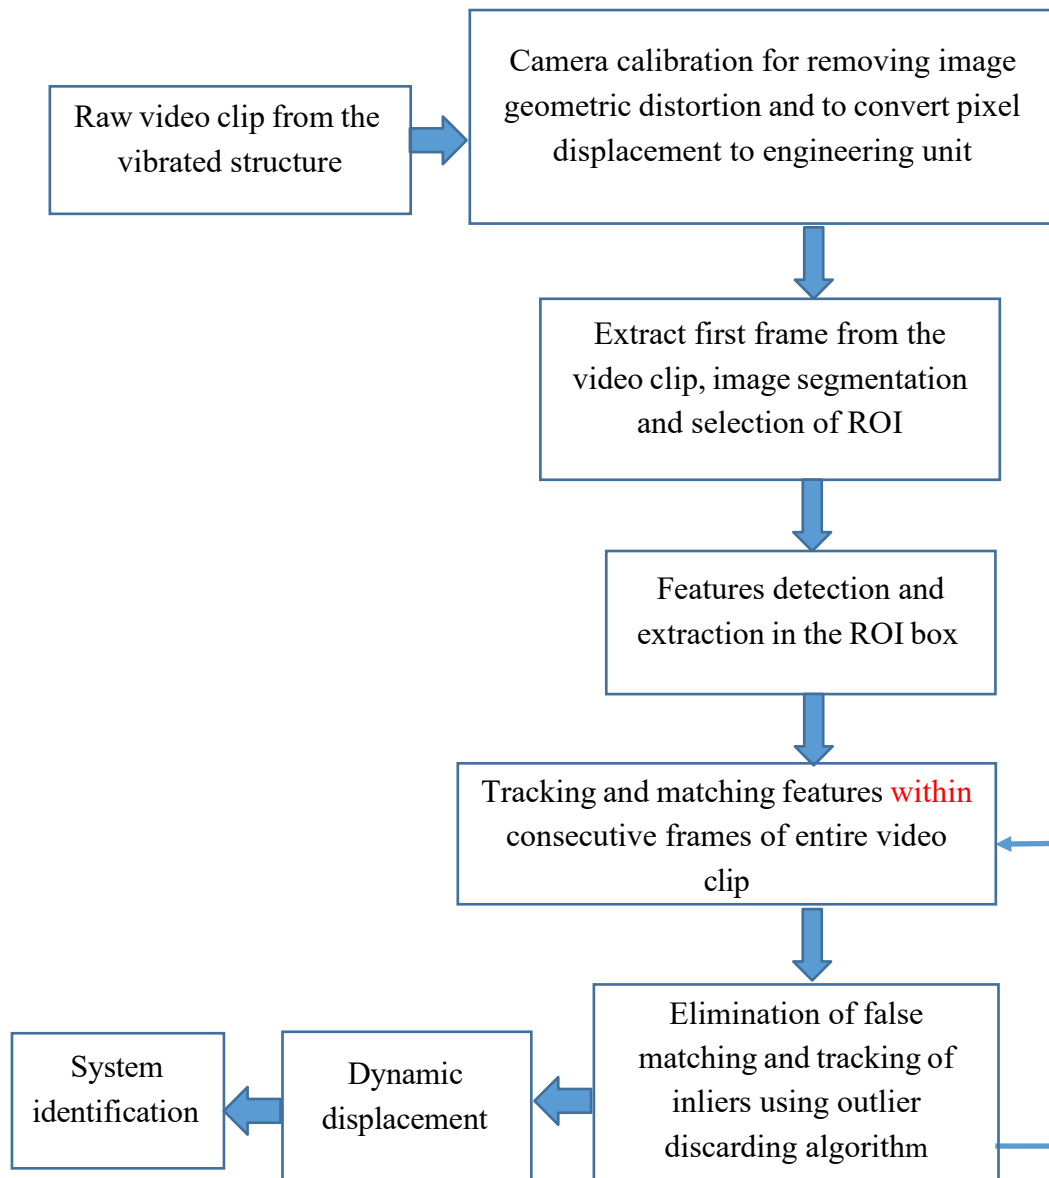 Raw video clip from the
vibrated structure
Camera calibration for removing image
geometric distortion and to convert pixel
displacement to engineering unit
Extract first frame from the
video clip, image segmentation
and selection of ROI
Features detection and
extraction in the ROI box
Tracking and matching features within
consecutive frames of entire video
clip
Elimination of false
matching and tracking of
inliers using outlier
discarding algorithm
Dynamic
displacement
System
identification